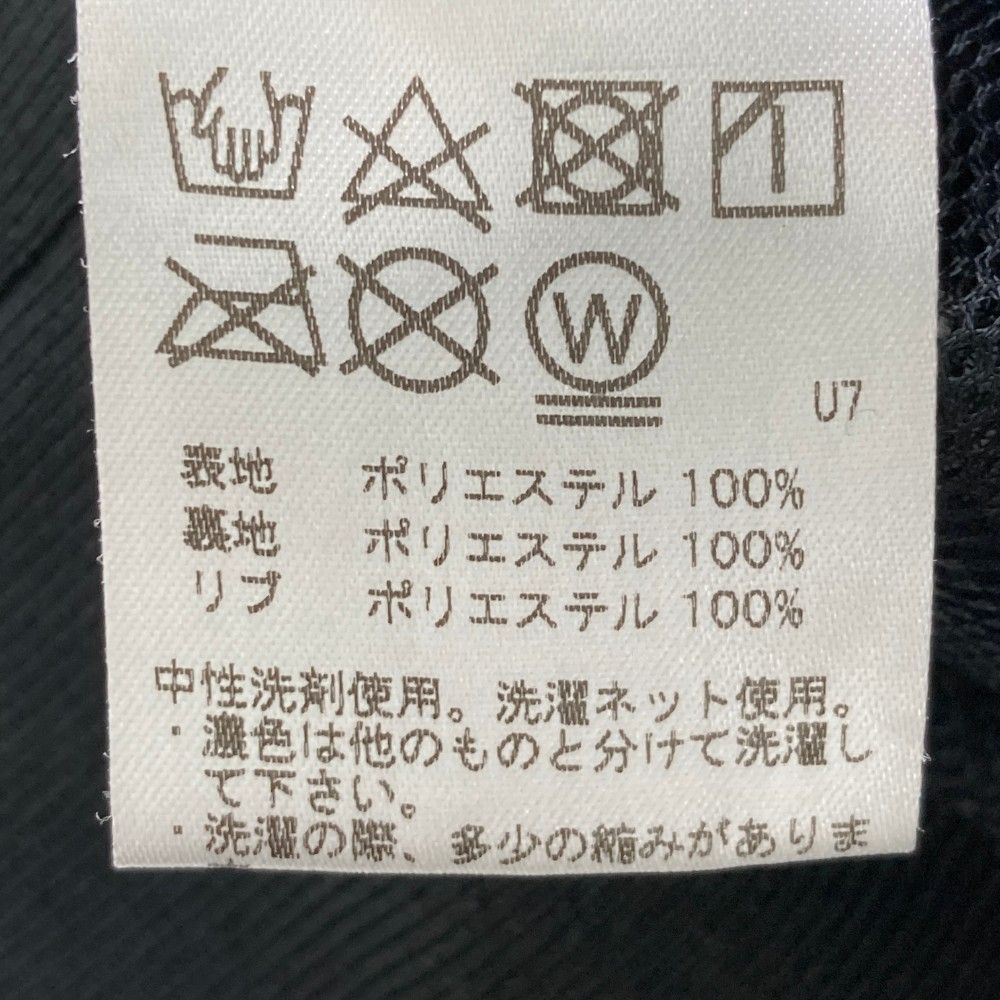 W
U7
表地 ポリエステル 100%
裏地 ポリエステル 100%
リブ ポリエステル 100%
中性洗剤使用。洗濯ネット使用。
・濃色は他のものと分けて洗濯し
て下さい。
・洗濯の際、多少の縮みがありま